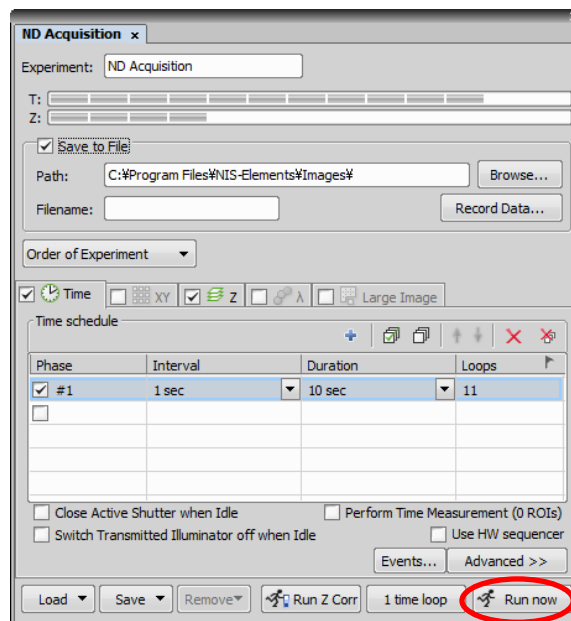 ND Acquisition x
Experiment: ND Acquisition
T:
Z:
Save to File
Path: C:¥Program Files¥NIS-Elements¥Images¥ Browse...
Filename: Record Data...
Order of Experiment
Time XY Z λ Large Image
Time schedule
Phase Interval Duration Loops
#1 1 sec 10 sec 11
Close Active Shutter when Idle Perform Time Measurement (0 ROIs)
Switch Transmitted Illuminator off when Idle Use HW sequencer
Events... Advanced >>
Load Save Remove Run Z Corr 1 time loop Run now